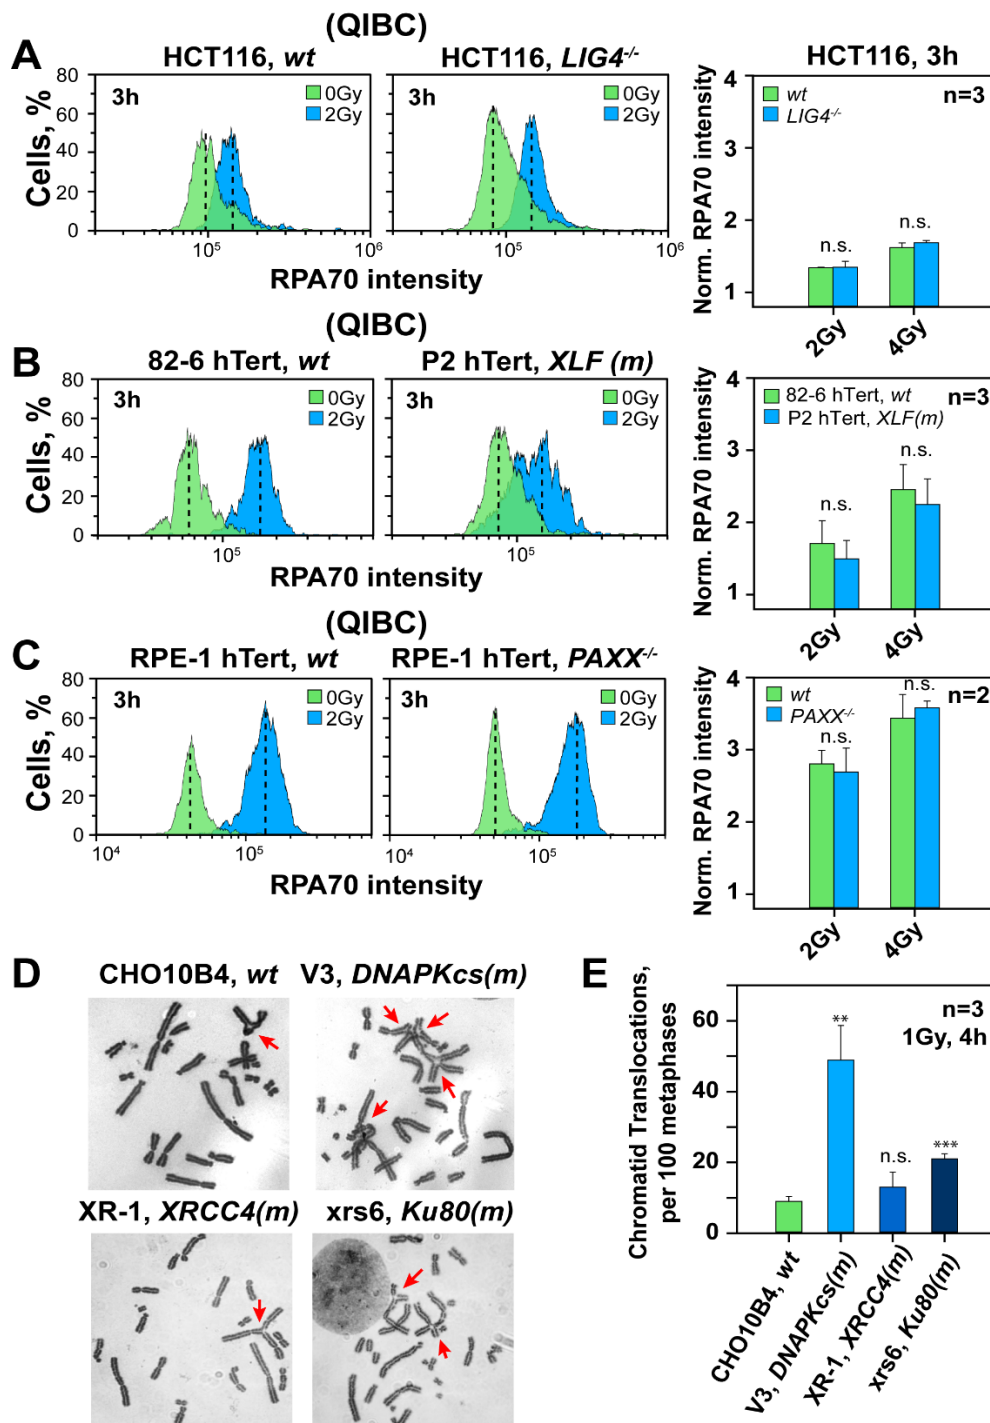 (QIBC)
A
HCT116, wt
HCT116, LIG4-/-
HCT116, 3h
Cells, %
80
60
40
20
0
3h
0Gy
2Gy
10⁵
10⁶
3h
0Gy
2Gy
10⁵
10⁶
RPA70 intensity
RPA70 intensity
Norm. RPA70 intensity
4
3
2
1
wt
LIG4-/-
n=3
n.s.
n.s.
2Gy
4Gy
(QIBC)
B
82-6 hTert, wt
P2 hTert, XLF (m)
Cells, %
80
60
40
20
0
3h
0Gy
2Gy
10⁵
3h
0Gy
2Gy
10⁵
RPA70 intensity
RPA70 intensity
Norm. RPA70 intensity
4
3
2
1
82-6 hTert, wt
P2 hTert, XLF(m)
n=3
n.s.
n.s.
2Gy
4Gy
(QIBC)
C
RPE-1 hTert, wt
RPE-1 hTert, PAXX-/-
Cells, %
80
60
40
20
0
3h
0Gy
2Gy
10⁴
10⁵
3h
0Gy
2Gy
10⁴
10⁵
RPA70 intensity
RPA70 intensity
Norm. RPA70 intensity
4
3
2
1
wt
PAXX-/-
n=2
n.s.
n.s.
2Gy
4Gy
D
CHO10B4, wt
V3, DNAPKcs(m)
XR-1, XRCC4(m)
xrs6, Ku80(m)
E
Chromatid Translocations,
per 100 metaphases
60
40
20
0
n=3
1Gy, 4h
**
n.s.
***
CHO10B4, wt
V3, DNAPKcs(m)
XR-1, XRCC4(m)
xrs6, Ku80(m)